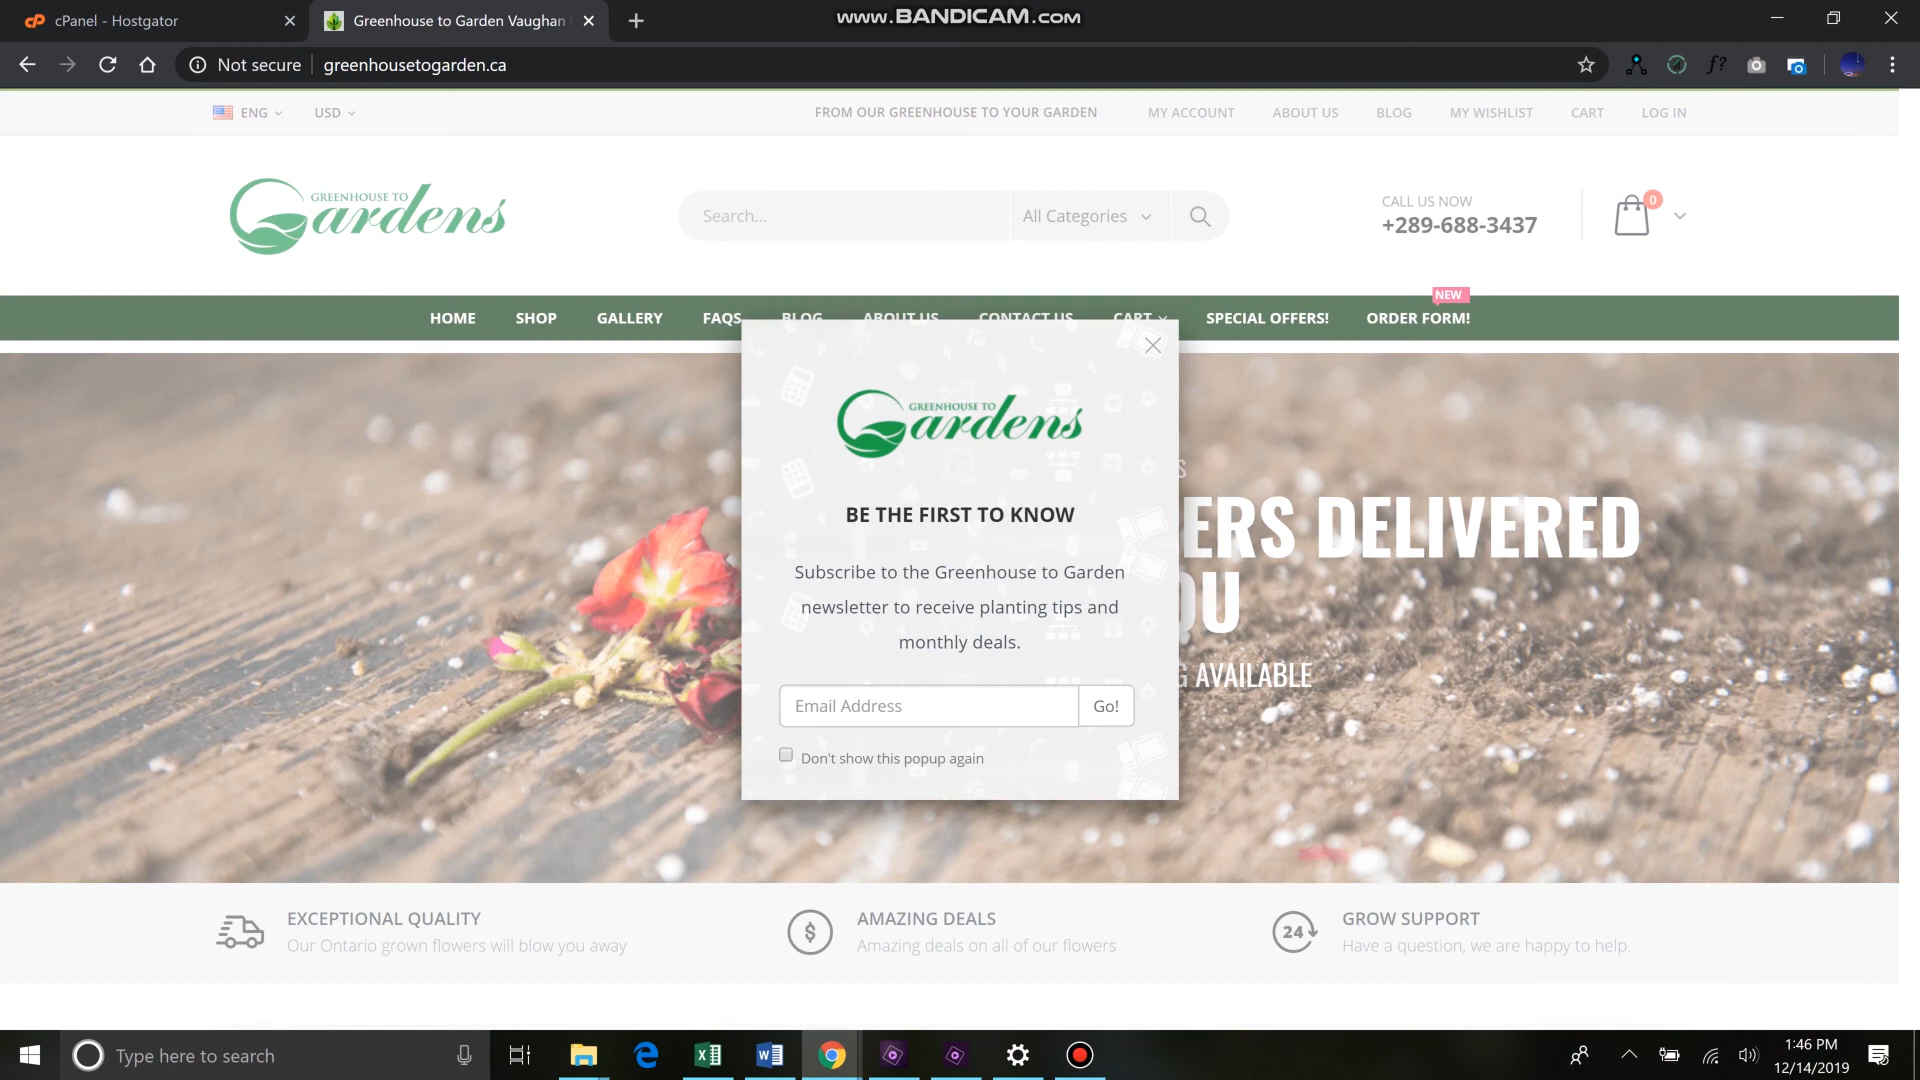 cPanel - Hostgator
Greenhouse to Garden Vaughan
www.BANDICAM.com
Not secure
greenhousetogarden.ca
ENG
USD
FROM OUR GREENHOUSE TO YOUR GARDEN
MY ACCOUNT
ABOUT US
BLOG
MY WISHLIST
CART
LOG IN
GREENHOUSE TO
Gardens
Search...
All Categories
CALL US NOW
+289-688-3437
0
NEW
HOME
SHOP
GALLERY
FAQS
BLOG
ABOUT US
CONTACT US
CART
SPECIAL OFFERS!
ORDER FORM!
GREENHOUSE TO
Gardens
BE THE FIRST TO KNOW
Subscribe to the Greenhouse to Garden
newsletter to receive planting tips and
monthly deals.
Email Address
Go!
Don't show this popup again
S
ERS DELIVERED
OU
G AVAILABLE
EXCEPTIONAL QUALITY
Our Ontario grown flowers will blow you away
$
AMAZING DEALS
Amazing deals on all of our flowers
24
GROW SUPPORT
Have a question, we are happy to help.
Type here to search
1:46 PM
12/14/2019